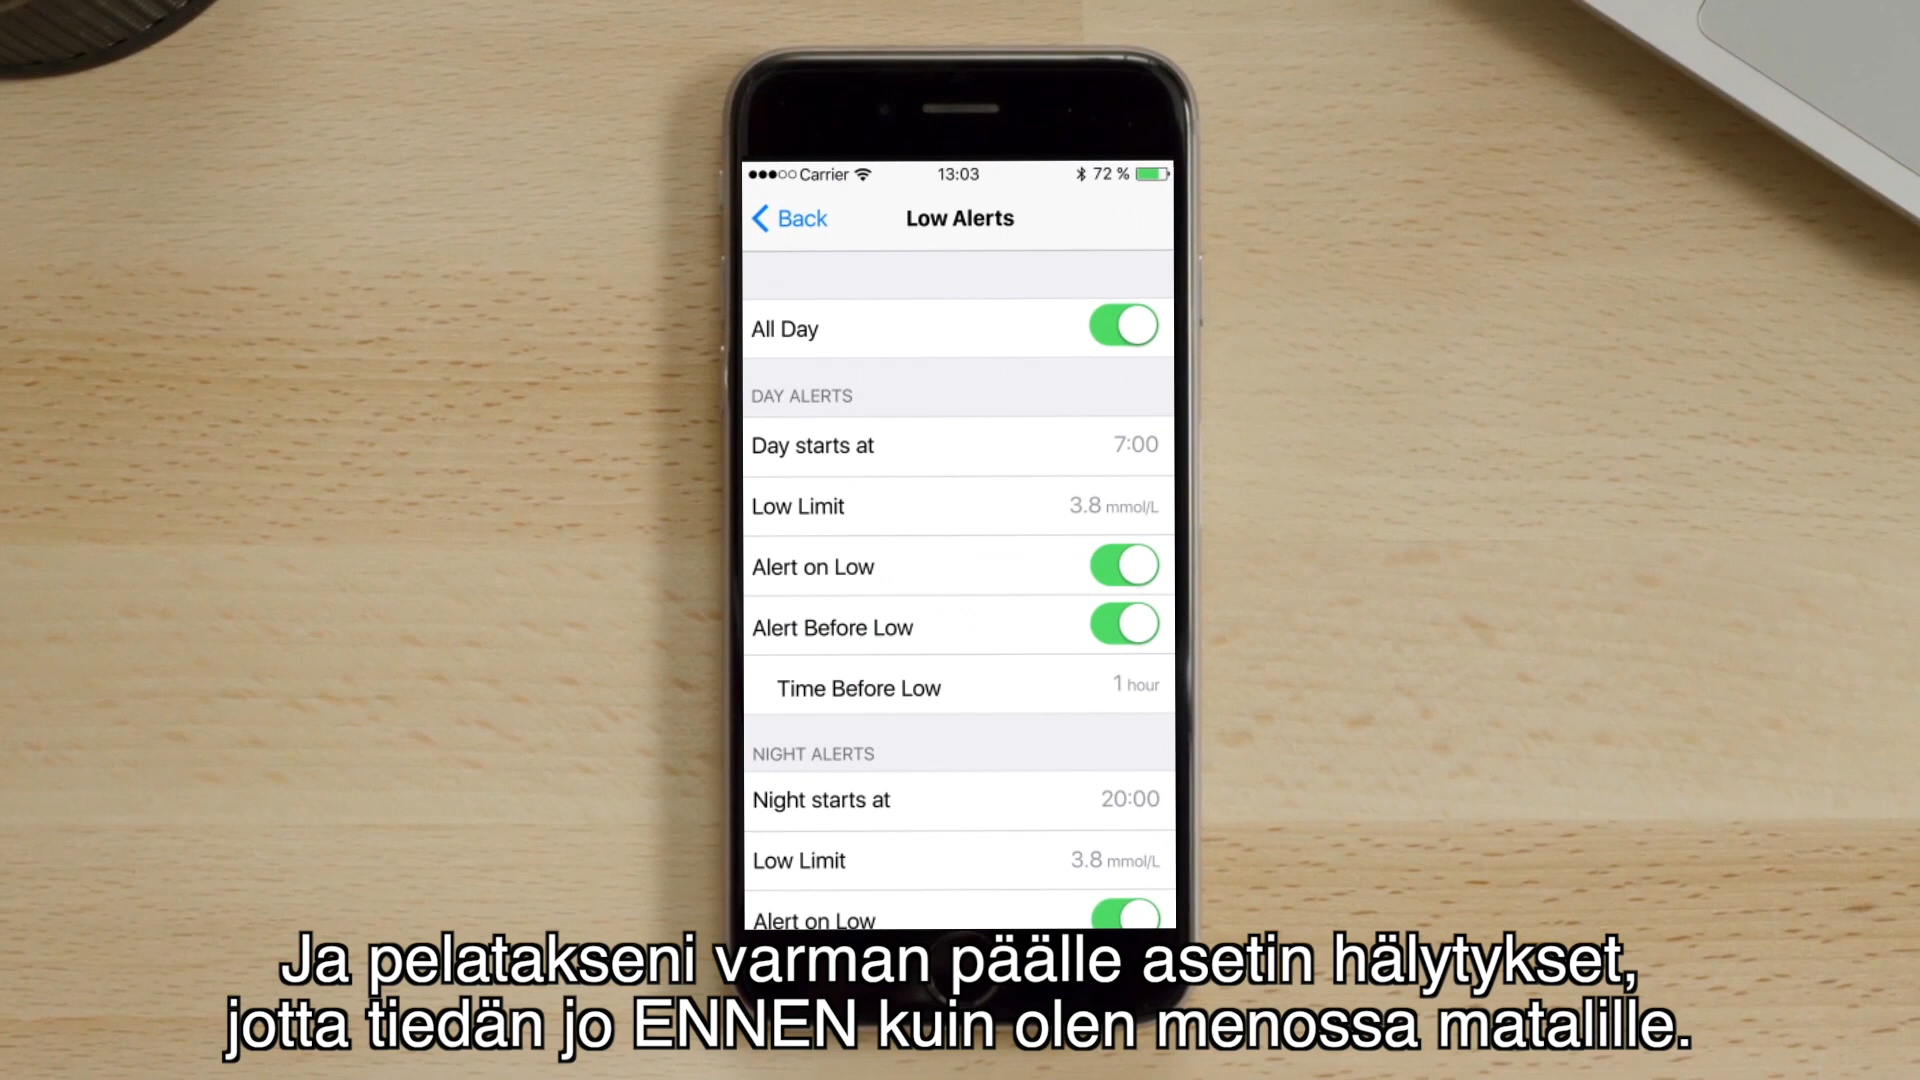 Carrier 13:03 72 %
Back Low Alerts
All Day
DAY ALERTS
Day starts at 7:00
Low Limit 3.8 mmol/L
Alert on Low
Alert Before Low
Time Before Low 1 hour
NIGHT ALERTS
Night starts at 20:00
Low Limit 3.8 mmol/L
Alert on Low
Ja pelatakseni varman päälle asetin hälytykset,
jotta tiedän jo ENNEN kuin olen menossa matalille.